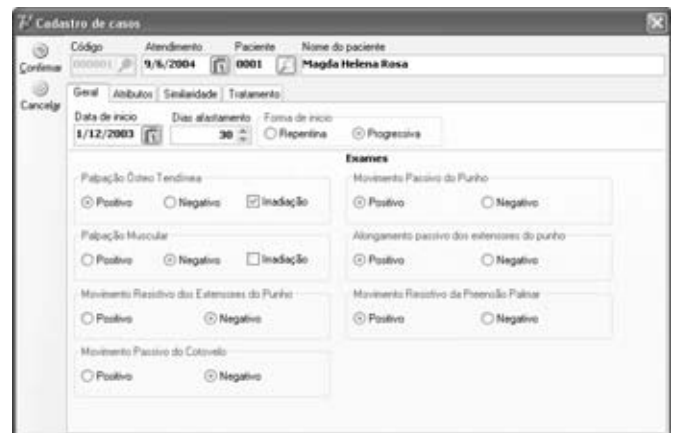 Cadastro de casos
Código Atendimento Paciente Nome do paciente
Confirmar 000001 9/6/2004 0001 Magda Helena Rosa
Cancelar
Geral Atributos Similaridade Tratamento
Data de início Dias afastamento Forma de início
1/12/2003 30 Repentina Progressiva
Exames
Palpação Ósteo Tendínea Movimento Passivo do Punho
Positivo Negativo Irradiação Positivo Negativo
Palpação Muscular Alongamento passivo dos extensores do punho
Positivo Negativo Irradiação Positivo Negativo
Movimento Resistivo dos Extensores do Punho Movimento Resistivo da Preensão Palmar
Positivo Negativo Positivo Negativo
Movimento Passivo do Cotovelo
Positivo Negativo